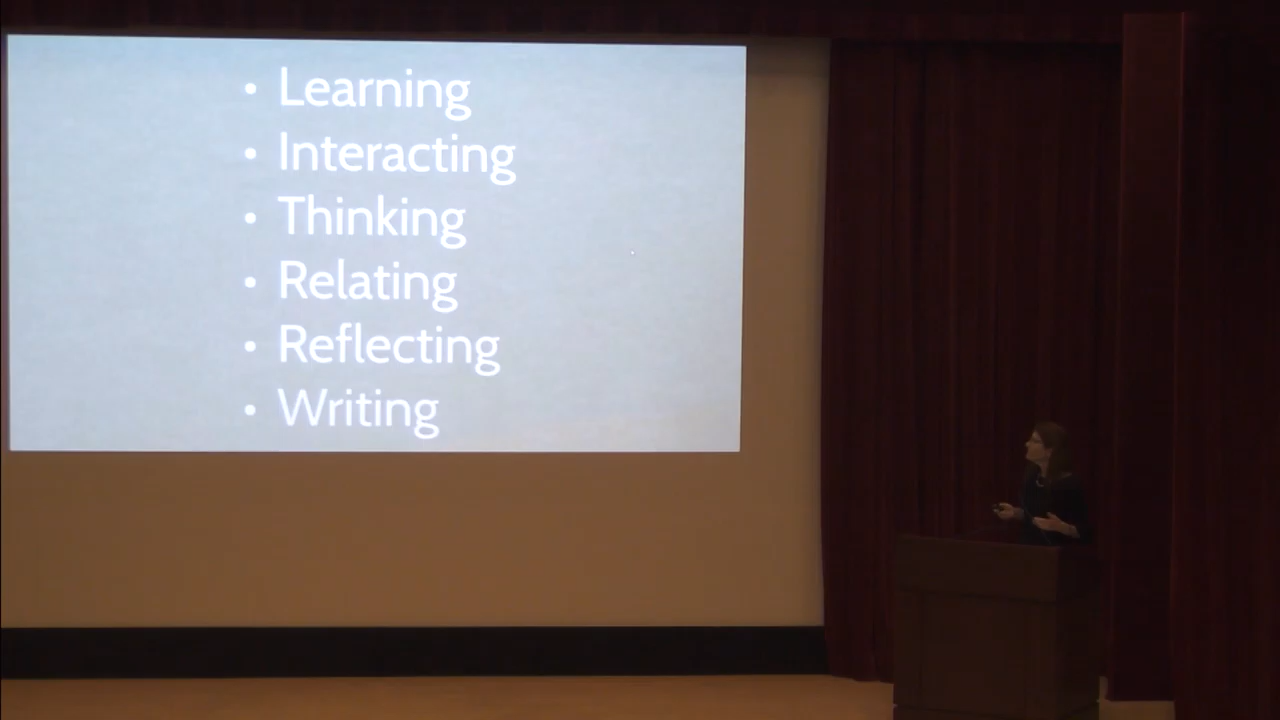 • Learning
• Interacting
• Thinking
• Relating
• Reflecting
• Writing